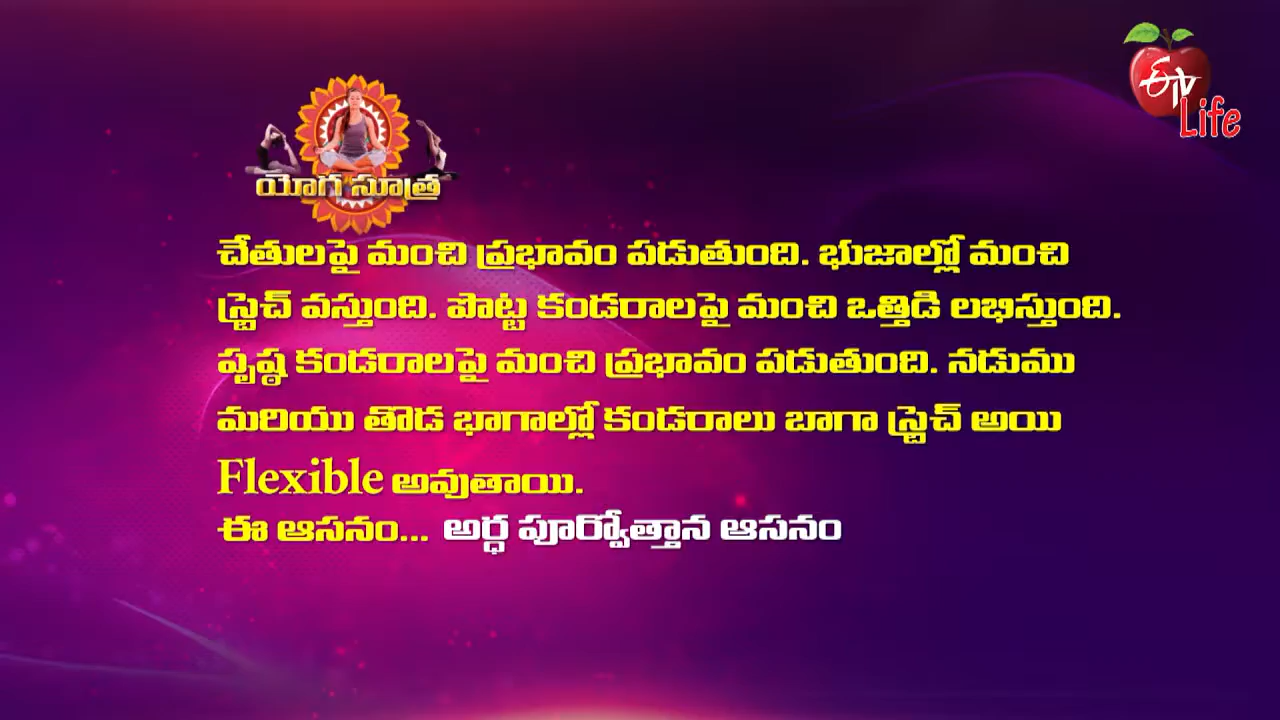 ఈtv
Life
యోగ సూత్ర
చేతులపై మంచి ప్రభావం పడుతుంది. భుజాల్లో మంచి
స్ట్రెచ్ వస్తుంది. పొట్ట కండరాలపై మంచి ఒత్తిడి లభిస్తుంది.
పృష్ఠ కండరాలపై మంచి ప్రభావం పడుతుంది. నడుము
మరియు తొడ భాగాల్లో కండరాలు బాగా స్ట్రెచ్ అయి
Flexible అవుతాయి.
ఈ ఆసనం... అర్ధ పూర్వోత్తాన ఆసనం